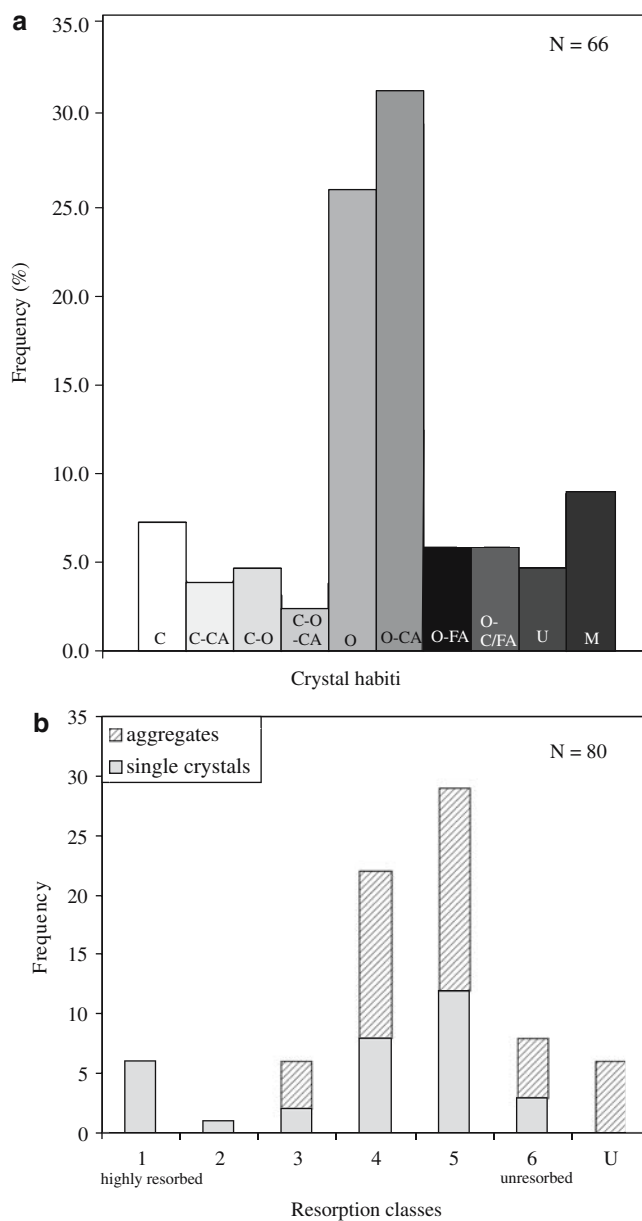 a
N = 66
35.0
30.0
25.0
20.0
15.0
10.0
5.0
0.0
Frequency (%)
C
C-CA
C-O
C-O
-CA
O
O-CA
O-FA
O-
C/FA
U
M
Crystal habiti
b
aggregates
single crystals
N = 80
35
30
25
20
15
10
5
0
Frequency
1 2 3 4 5 6 U
highly resorbed unresorbed
Resorption classes